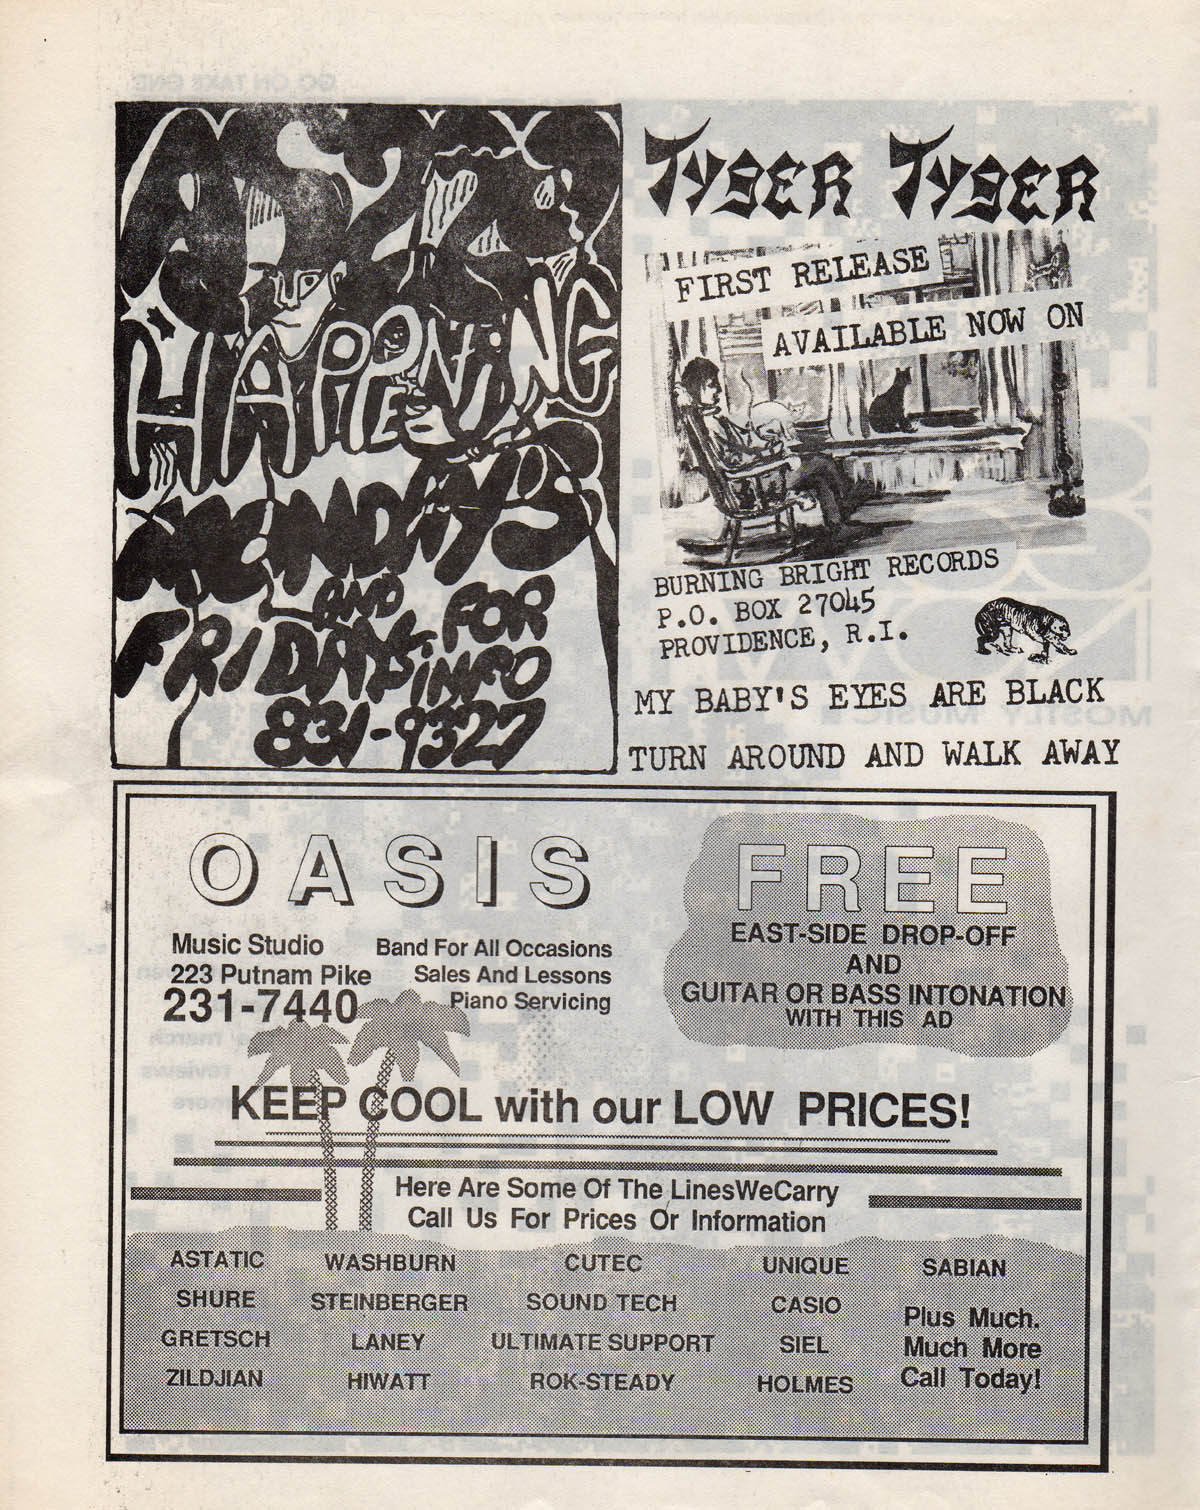 HAPPENING
MONDAYS
AND
FRIDAYS. FOR
INFO
831-9327
TYGER TYGER
FIRST RELEASE
AVAILABLE NOW ON
BURNING BRIGHT RECORDS
P.O. BOX 27045
PROVIDENCE, R.I.
MY BABY'S EYES ARE BLACK
TURN AROUND AND WALK AWAY
OASIS
Music Studio
223 Putnam Pike
231-7440
Band For All Occasions
Sales And Lessons
Piano Servicing
FREE
EAST-SIDE DROP-OFF
AND
GUITAR OR BASS INTONATION
WITH THIS AD
KEEP COOL with our LOW PRICES!
Here Are Some Of The LinesWeCarry
Call Us For Prices Or Information
ASTATIC
SHURE
GRETSCH
ZILDJIAN
WASHBURN
STEINBERGER
LANEY
HIWATT
CUTEC
SOUND TECH
ULTIMATE SUPPORT
ROK-STEADY
UNIQUE
CASIO
SIEL
HOLMES
SABIAN
Plus Much.
Much More
Call Today!